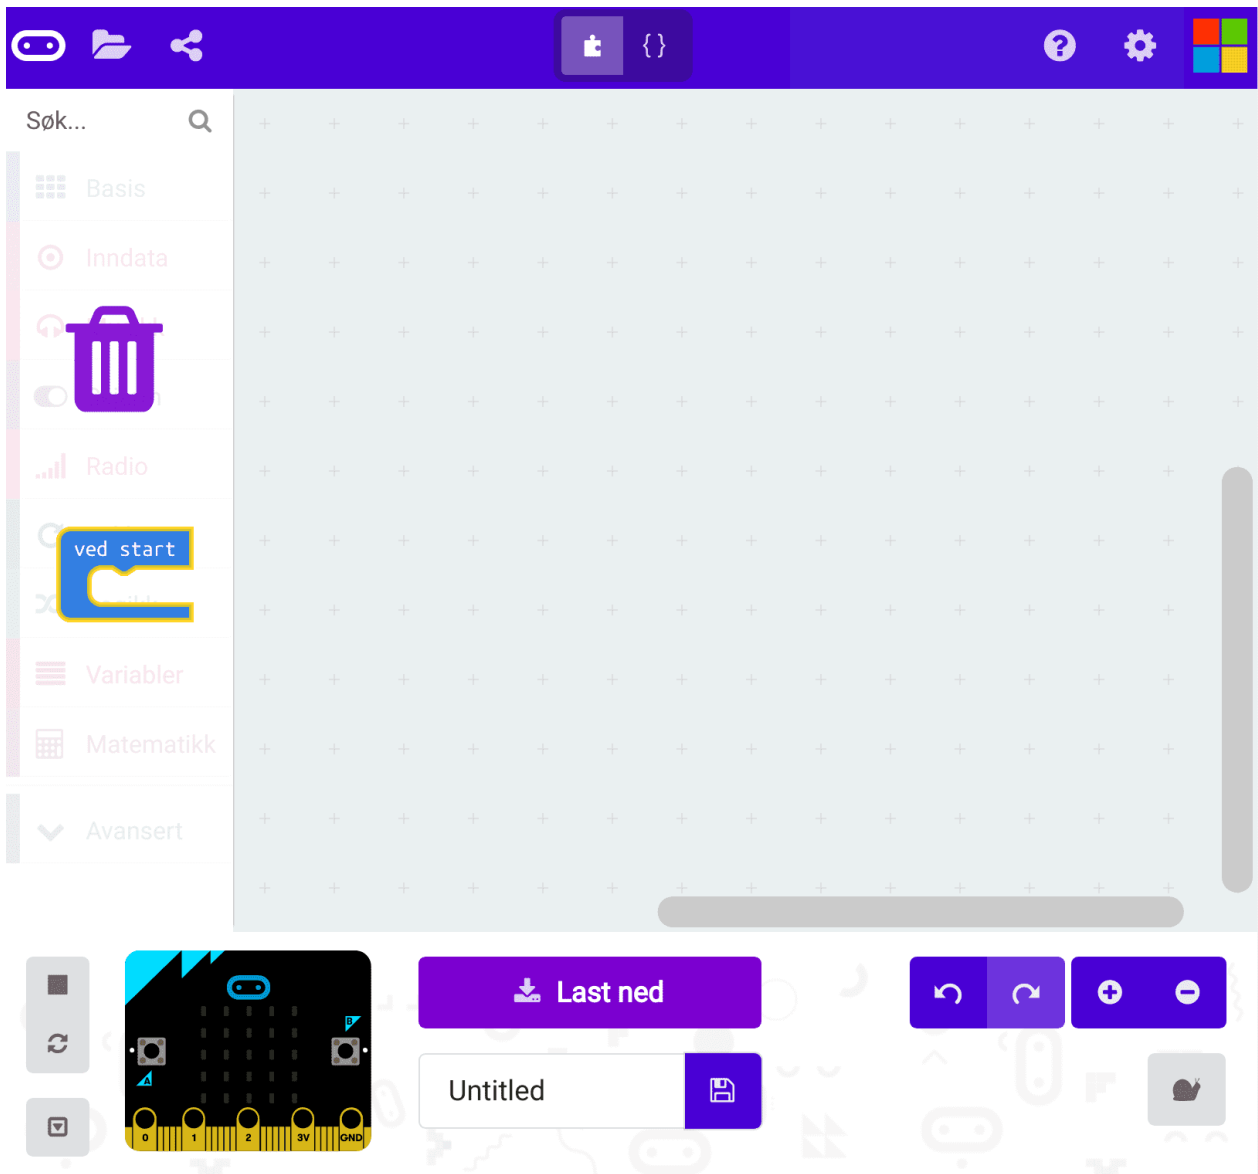 { }
Søk...
Basis
Inndata
Radio
ved start
Variabler
Matematikk
Avansert
Last ned
Untitled
B
A
0 1 2 3V GND